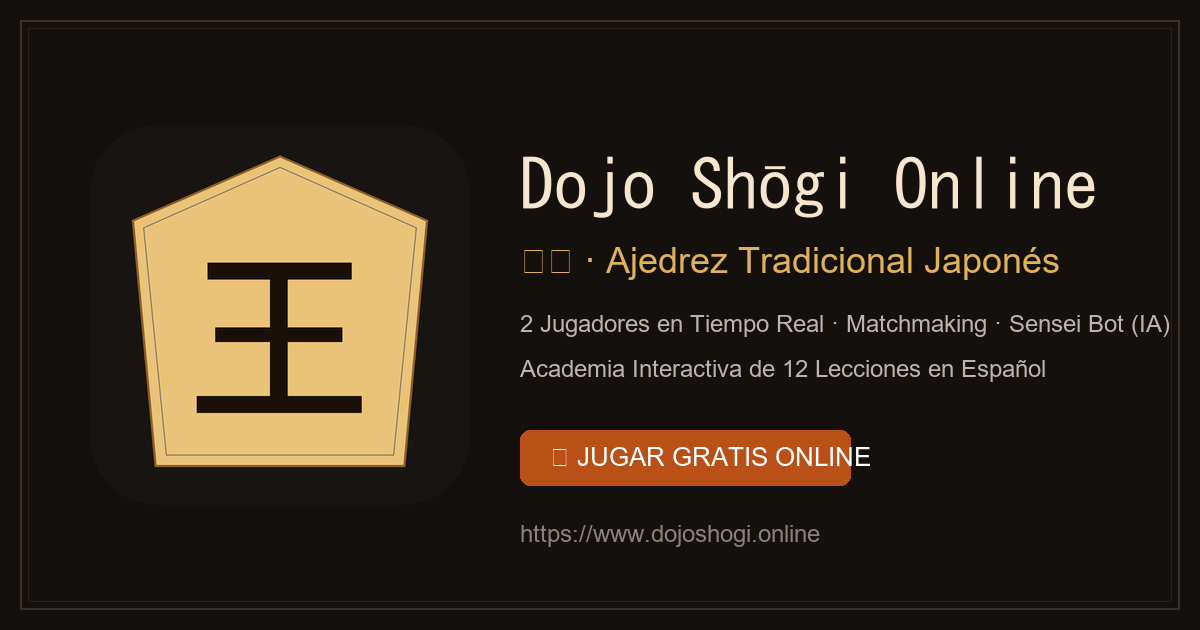 王
Dojo Shōgi Online
· Ajedrez Tradicional Japonés
2 Jugadores en Tiempo Real · Matchmaking · Sensei Bot (IA)
Academia Interactiva de 12 Lecciones en Español
JUGAR GRATIS ONLINE
https://www.dojoshogi.online